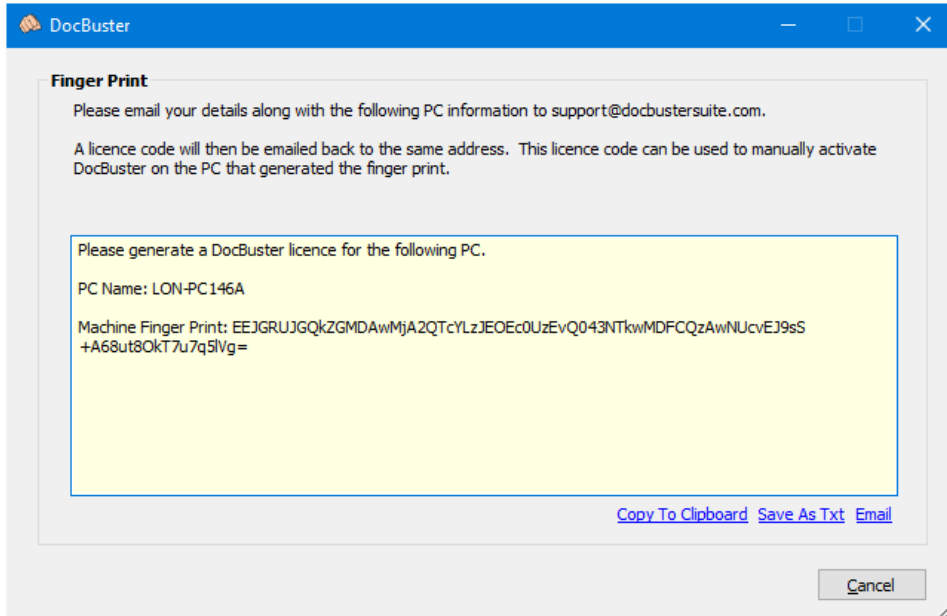 DocBuster
Finger Print
Please email your details along with the following PC information to support@docbustersuite.com.
A licence code will then be emailed back to the same address.  This licence code can be used to manually activate
DocBuster on the PC that generated the finger print.
Please generate a DocBuster licence for the following PC.
PC Name: LON-PC146A
Machine Finger Print: EEJGRUJGQkZGMDAwMjA2QTcYLzJEOEc0UzEvQ043NTkwMDFCQzAwNUcvEJ9sS
+A68ut8OkT7u7q5lVg=
Copy To Clipboard Save As Txt Email
Cancel